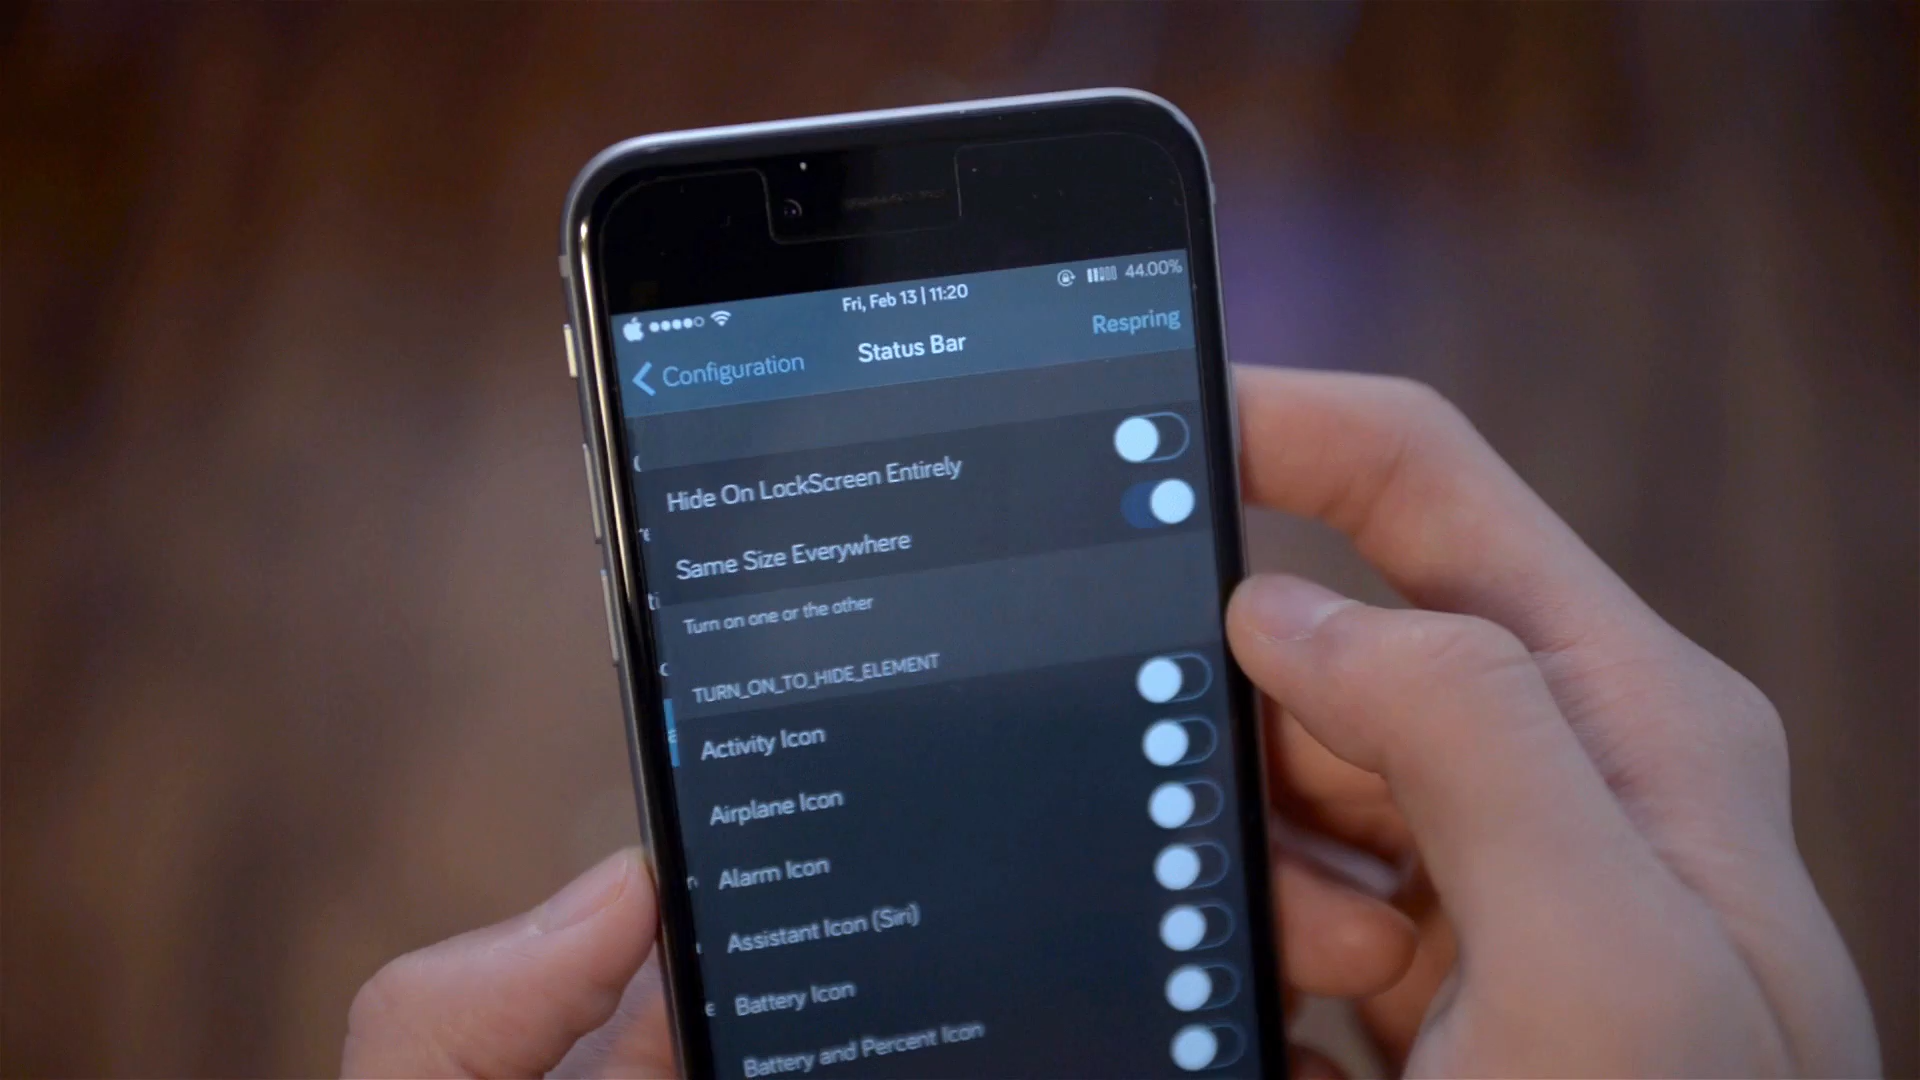 Fri, Feb 13 | 11:20
44.00%
Configuration
Status Bar
Respring
Hide On LockScreen Entirely
Same Size Everywhere
Turn on one or the other
TURN_ON_TO_HIDE_ELEMENT
Activity Icon
Airplane Icon
Alarm Icon
Assistant Icon (Siri)
Battery Icon
Battery and Percent Icon